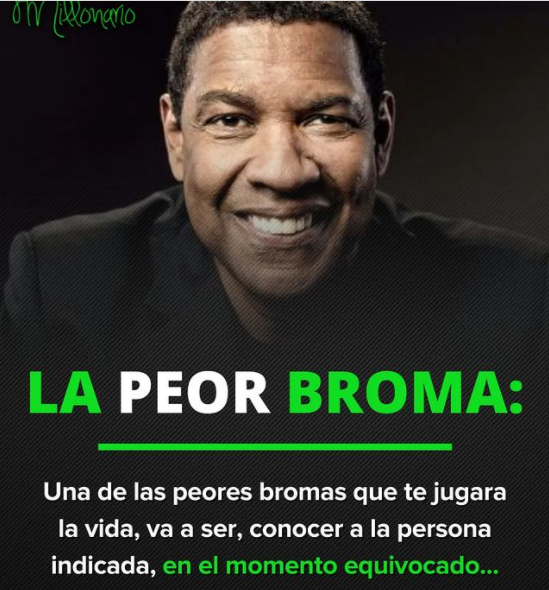 Millonario
LA PEOR BROMA:
Una de las peores bromas que te jugara
la vida, va a ser, conocer a la persona
indicada, en el momento equivocado...